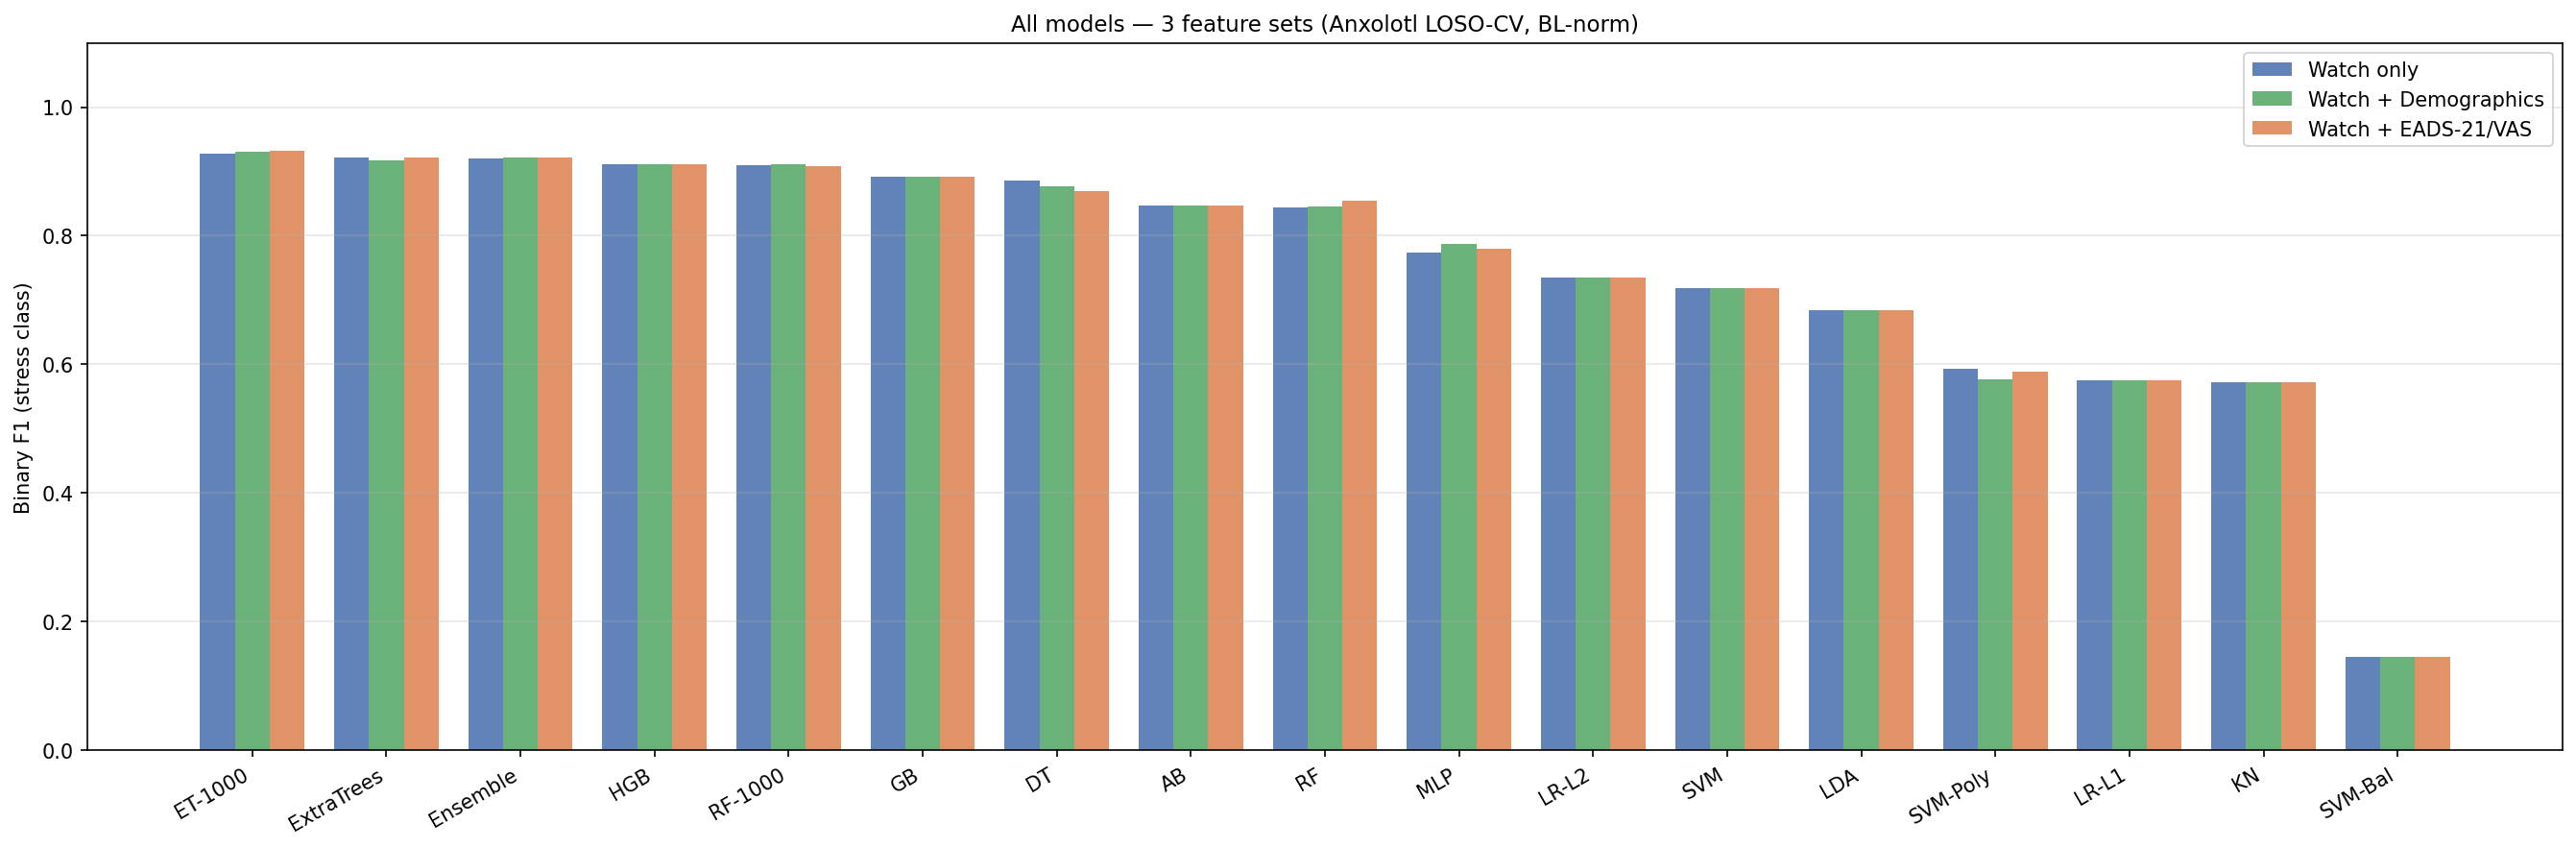 All models — 3 feature sets (Anxolotl LOSO-CV, BL-norm)
Watch only
Watch + Demographics
Watch + EADS-21/VAS
Binary F1 (stress class)
1.0
0.8
0.6
0.4
0.2
0.0
ET-1000
ExtraTrees
Ensemble
HGB
RF-1000
GB
DT
AB
RF
MLP
LR-L2
SVM
LDA
SVM-Poly
LR-L1
KN
SVM-Bal